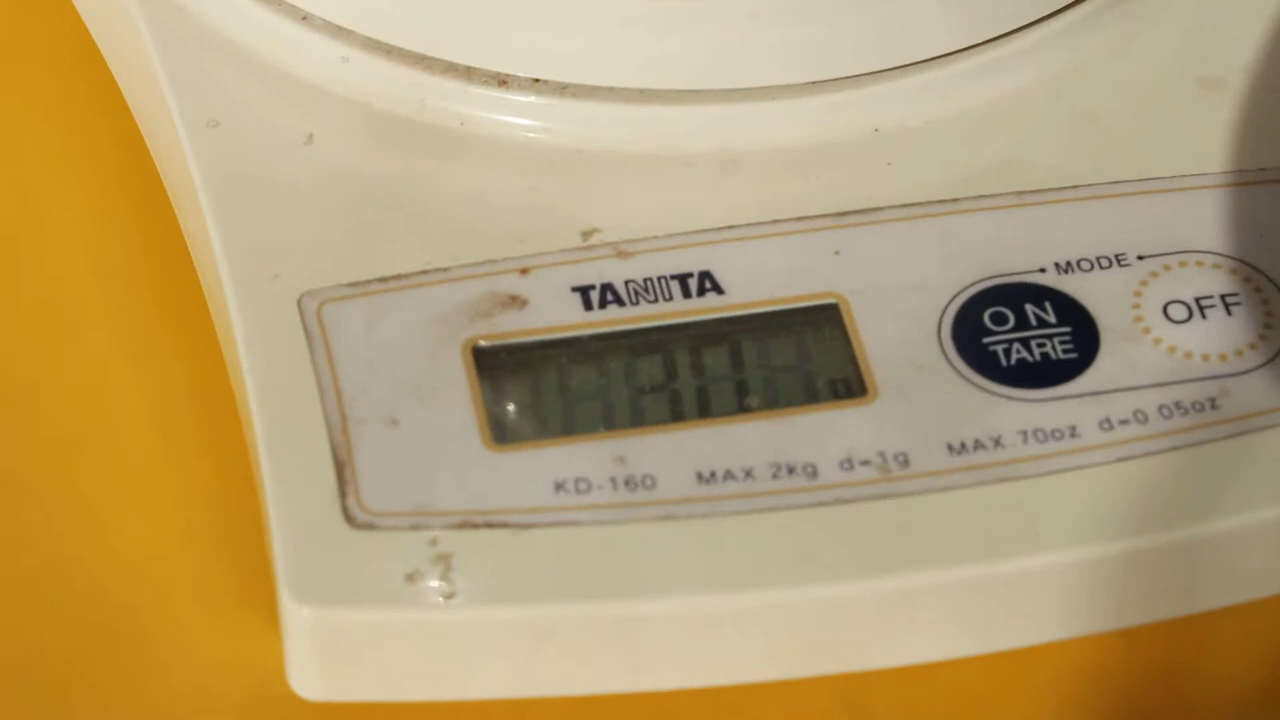 TANITA
MODE
ON
TARE
OFF
KD-160 MAX 2kg d=1g MAX.70oz d=0.05oz